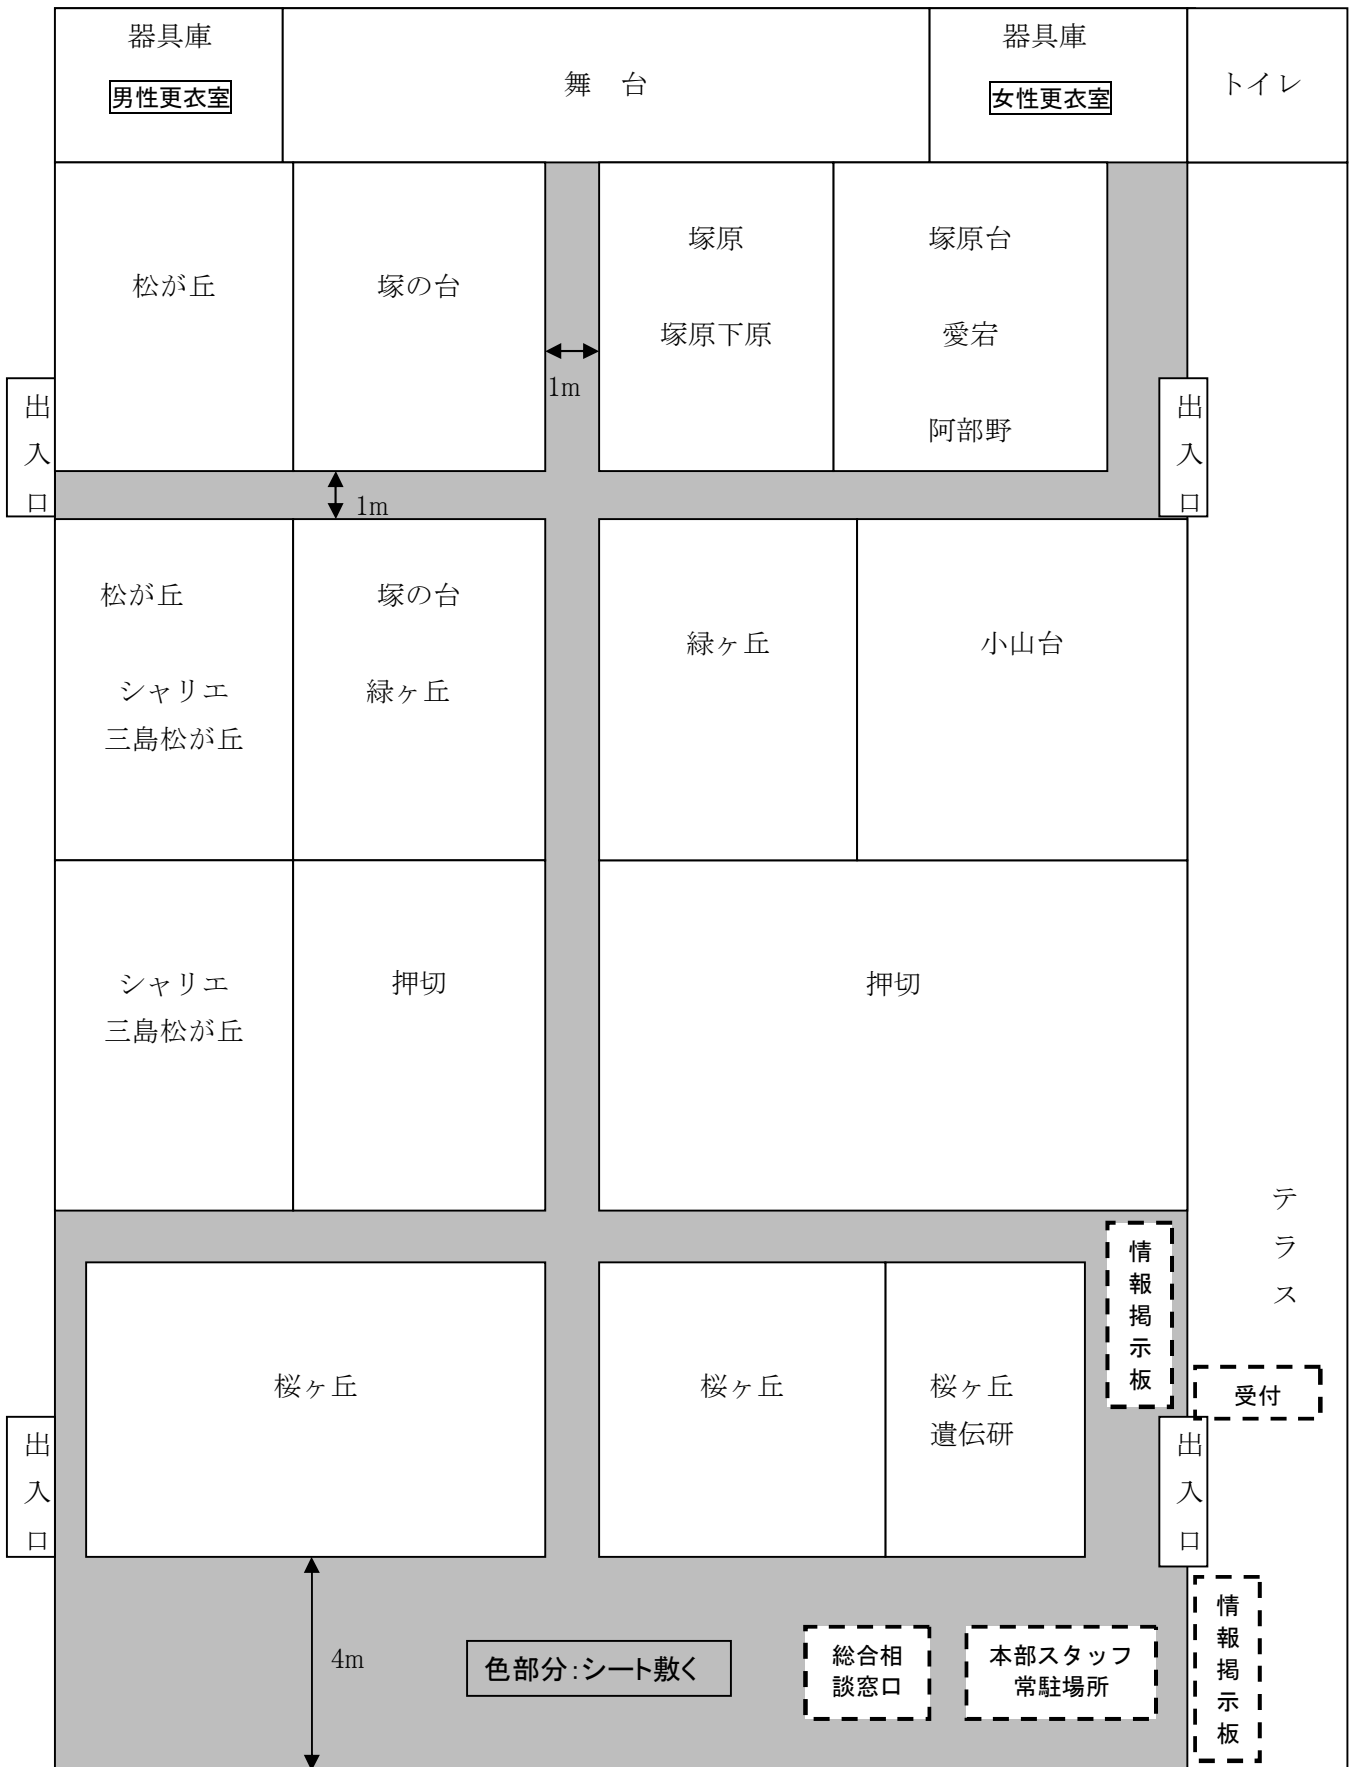 器具庫
男性更衣室
舞　台
器具庫
女性更衣室
トイレ
松が丘
塚の台
塚原
塚原下原
塚原台
愛宕
阿部野
1m
出入口
出入口
1m
松が丘
シャリエ
三島松が丘
塚の台
緑ヶ丘
緑ヶ丘
小山台
シャリエ
三島松が丘
押切
押切
テラス
情報掲示板
受付
桜ヶ丘
桜ヶ丘
桜ヶ丘
遺伝研
出入口
出入口
4m
色部分：シート敷く
総合相
談窓口
本部スタッフ
常駐場所
情報掲示板